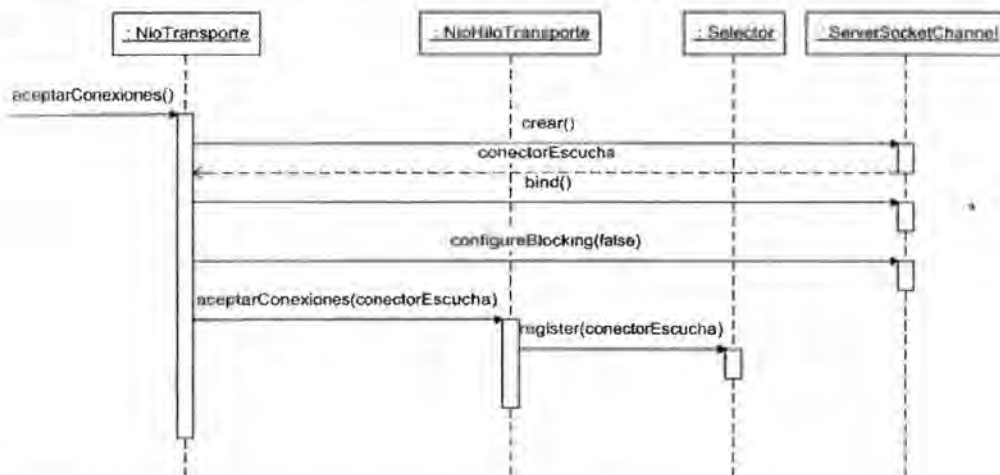 : NioTransporte
: NioHiloTransporte
: Selector
: ServerSocketChannel
aceptarConexiones()
crear()
conectorEscucha
bind()
configureBlocking(false)
aceptarConexiones(conectorEscucha)
register(conectorEscucha)